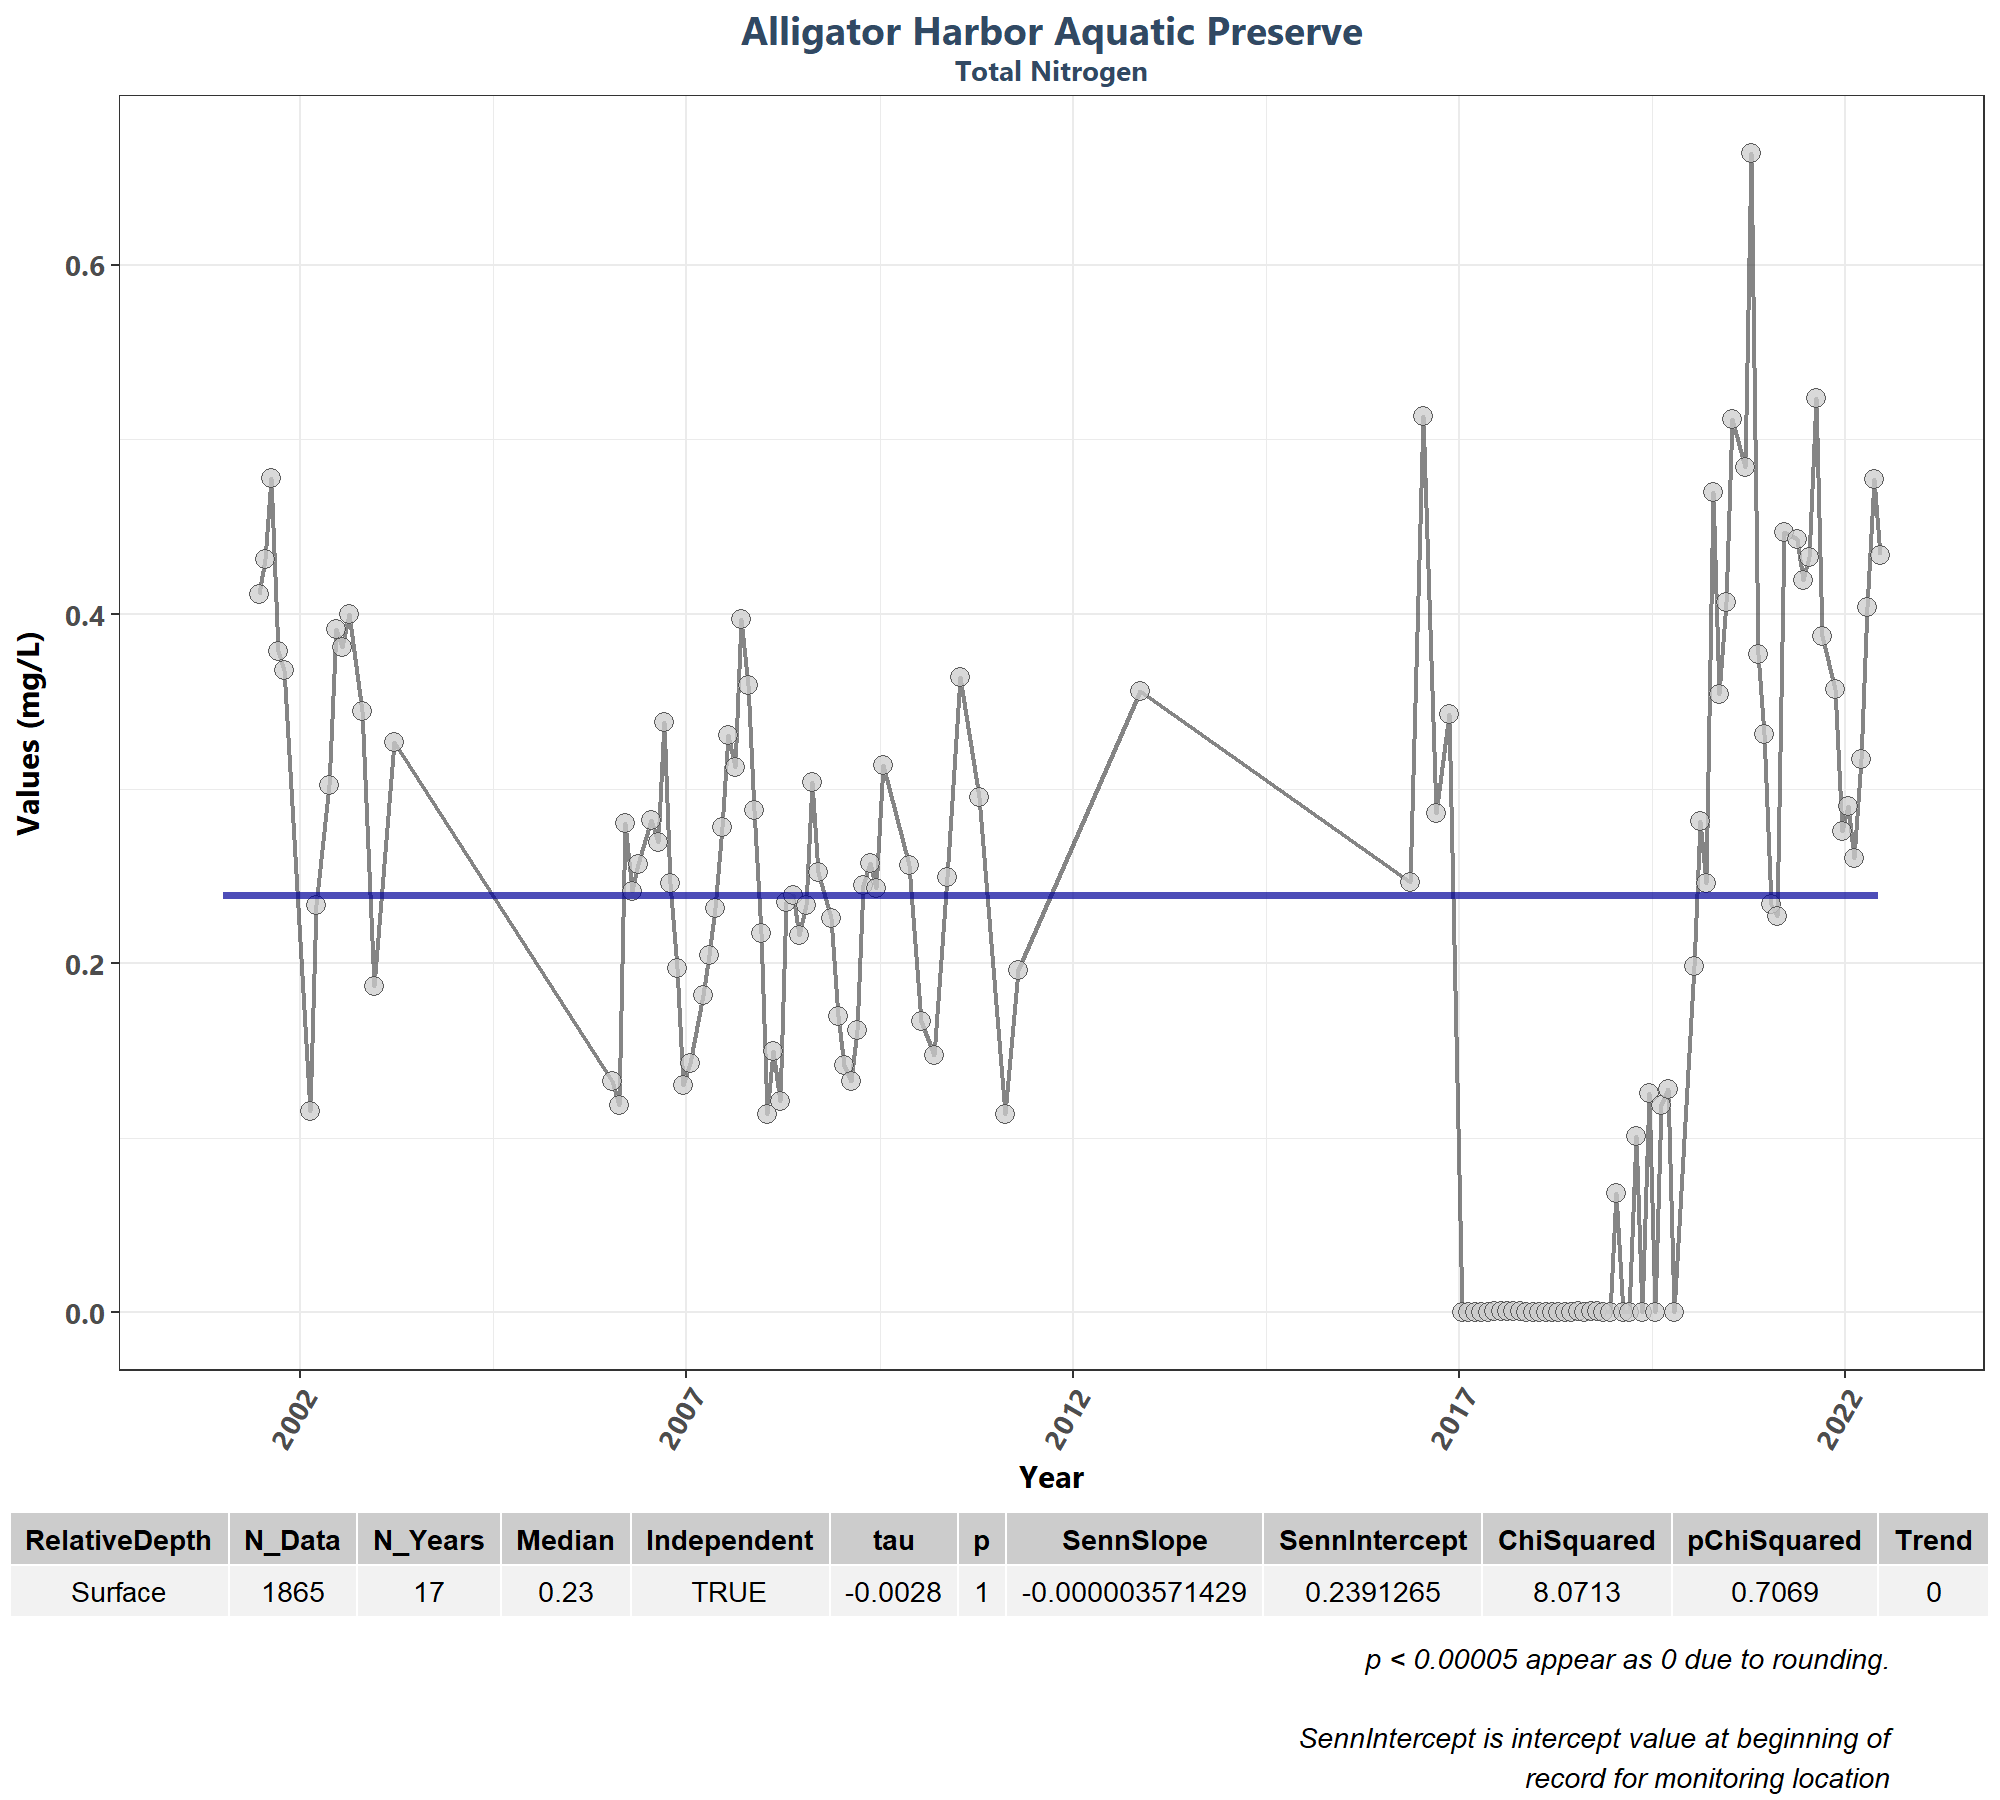 Alligator Harbor Aquatic Preserve
Total Nitrogen
Values (mg/L)
0.6
0.4
0.2
0.0
2002
2007
2012
2017
2022
Year
RelativeDepth N_Data N_Years Median Independent tau p SennSlope SennIntercept ChiSquared pChiSquared Trend
Surface 1865 17 0.23 TRUE -0.0028 1 -0.000003571429 0.2391265 8.0713 0.7069 0
p < 0.00005 appear as 0 due to rounding.
SennIntercept is intercept value at beginning of
record for monitoring location